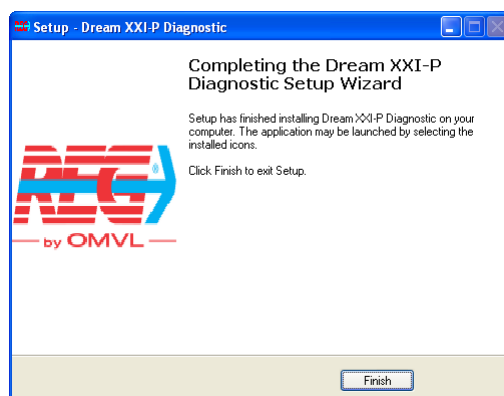 Setup - Dream XXI-P Diagnostic
Completing the Dream XXI-P
Diagnostic Setup Wizard
Setup has finished installing Dream XXI-P Diagnostic on your
computer. The application may be launched by selecting the
installed icons.
Click Finish to exit Setup.
REG®
by OMVL
Finish